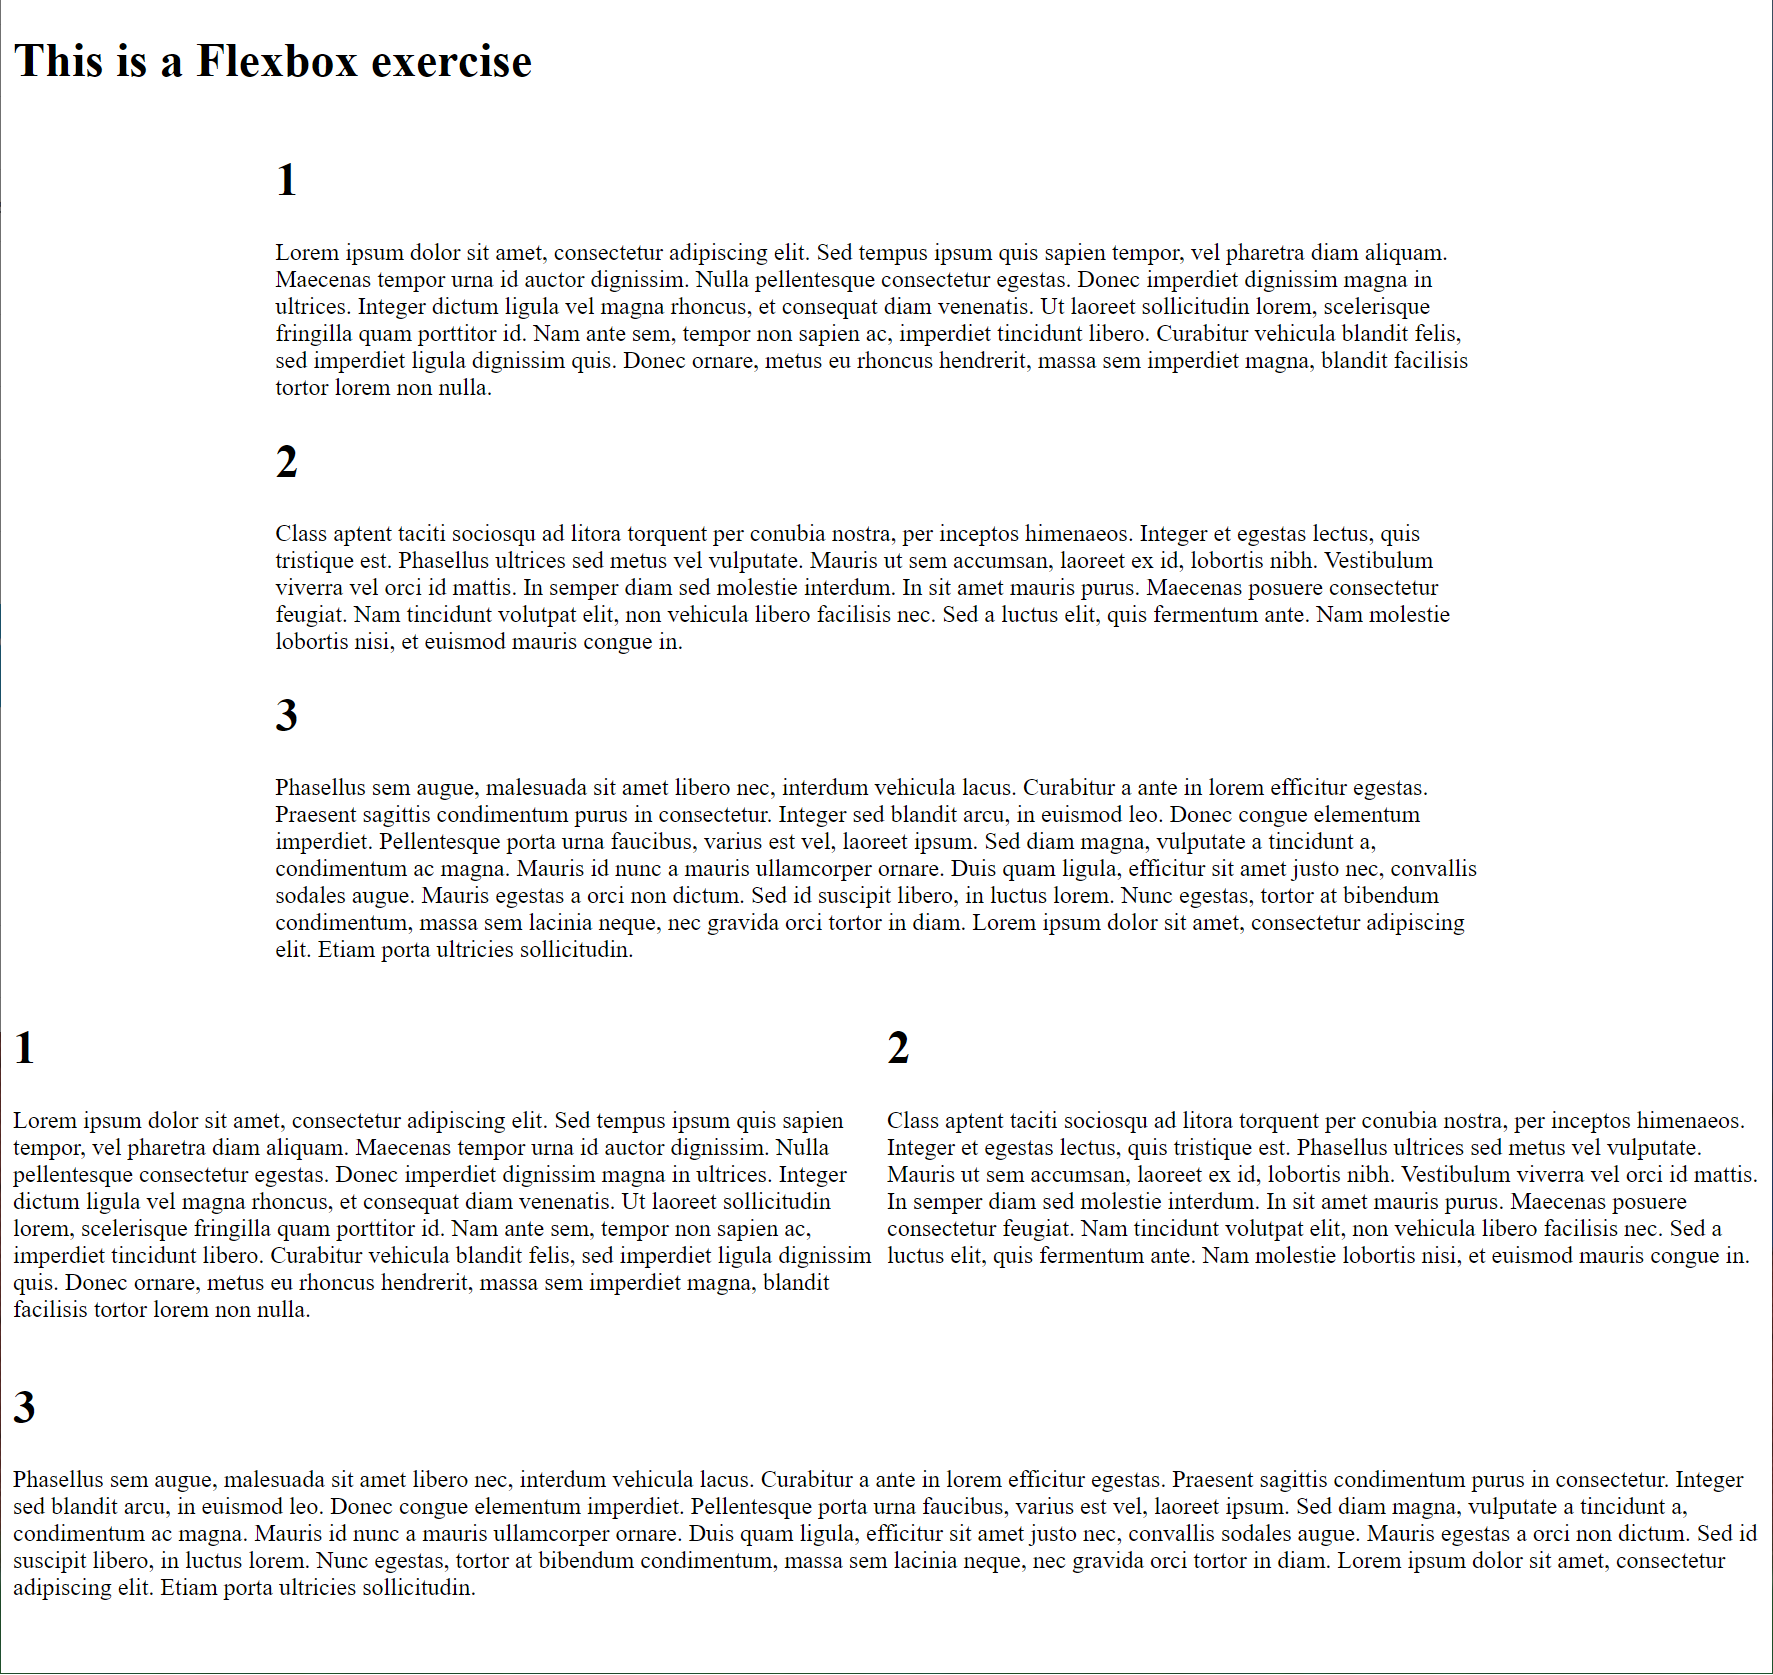 This is a Flexbox exercise
1
Lorem ipsum dolor sit amet, consectetur adipiscing elit. Sed tempus ipsum quis sapien tempor, vel pharetra diam aliquam.
Maecenas tempor urna id auctor dignissim. Nulla pellentesque consectetur egestas. Donec imperdiet dignissim magna in
ultrices. Integer dictum ligula vel magna rhoncus, et consequat diam venenatis. Ut laoreet sollicitudin lorem, scelerisque
fringilla quam porttitor id. Nam ante sem, tempor non sapien ac, imperdiet tincidunt libero. Curabitur vehicula blandit felis,
sed imperdiet ligula dignissim quis. Donec ornare, metus eu rhoncus hendrerit, massa sem imperdiet magna, blandit facilisis
tortor lorem non nulla.
2
Class aptent taciti sociosqu ad litora torquent per conubia nostra, per inceptos himenaeos. Integer et egestas lectus, quis
tristique est. Phasellus ultrices sed metus vel vulputate. Mauris ut sem accumsan, laoreet ex id, lobortis nibh. Vestibulum
viverra vel orci id mattis. In semper diam sed molestie interdum. In sit amet mauris purus. Maecenas posuere consectetur
feugiat. Nam tincidunt volutpat elit, non vehicula libero facilisis nec. Sed a luctus elit, quis fermentum ante. Nam molestie
lobortis nisi, et euismod mauris congue in.
3
Phasellus sem augue, malesuada sit amet libero nec, interdum vehicula lacus. Curabitur a ante in lorem efficitur egestas.
Praesent sagittis condimentum purus in consectetur. Integer sed blandit arcu, in euismod leo. Donec congue elementum
imperdiet. Pellentesque porta urna faucibus, varius est vel, laoreet ipsum. Sed diam magna, vulputate a tincidunt a,
condimentum ac magna. Mauris id nunc a mauris ullamcorper ornare. Duis quam ligula, efficitur sit amet justo nec, convallis
sodales augue. Mauris egestas a orci non dictum. Sed id suscipit libero, in luctus lorem. Nunc egestas, tortor at bibendum
condimentum, massa sem lacinia neque, nec gravida orci tortor in diam. Lorem ipsum dolor sit amet, consectetur adipiscing
elit. Etiam porta ultricies sollicitudin.
1
Lorem ipsum dolor sit amet, consectetur adipiscing elit. Sed tempus ipsum quis sapien
tempor, vel pharetra diam aliquam. Maecenas tempor urna id auctor dignissim. Nulla
pellentesque consectetur egestas. Donec imperdiet dignissim magna in ultrices. Integer
dictum ligula vel magna rhoncus, et consequat diam venenatis. Ut laoreet sollicitudin
lorem, scelerisque fringilla quam porttitor id. Nam ante sem, tempor non sapien ac,
imperdiet tincidunt libero. Curabitur vehicula blandit felis, sed imperdiet ligula dignissim
quis. Donec ornare, metus eu rhoncus hendrerit, massa sem imperdiet magna, blandit
facilisis tortor lorem non nulla.
2
Class aptent taciti sociosqu ad litora torquent per conubia nostra, per inceptos himenaeos.
Integer et egestas lectus, quis tristique est. Phasellus ultrices sed metus vel vulputate.
Mauris ut sem accumsan, laoreet ex id, lobortis nibh. Vestibulum viverra vel orci id mattis.
In semper diam sed molestie interdum. In sit amet mauris purus. Maecenas posuere
consectetur feugiat. Nam tincidunt volutpat elit, non vehicula libero facilisis nec. Sed a
luctus elit, quis fermentum ante. Nam molestie lobortis nisi, et euismod mauris congue in.
3
Phasellus sem augue, malesuada sit amet libero nec, interdum vehicula lacus. Curabitur a ante in lorem efficitur egestas. Praesent sagittis condimentum purus in consectetur. Integer
sed blandit arcu, in euismod leo. Donec congue elementum imperdiet. Pellentesque porta urna faucibus, varius est vel, laoreet ipsum. Sed diam magna, vulputate a tincidunt a,
condimentum ac magna. Mauris id nunc a mauris ullamcorper ornare. Duis quam ligula, efficitur sit amet justo nec, convallis sodales augue. Mauris egestas a orci non dictum. Sed id
suscipit libero, in luctus lorem. Nunc egestas, tortor at bibendum condimentum, massa sem lacinia neque, nec gravida orci tortor in diam. Lorem ipsum dolor sit amet, consectetur
adipiscing elit. Etiam porta ultricies sollicitudin.